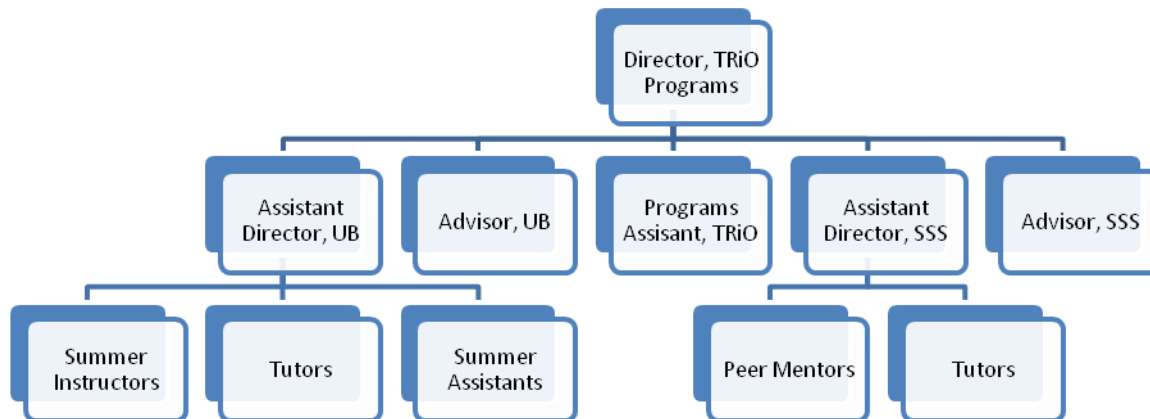 Director, TRiO
Programs
Assistant
Director, UB
Advisor, UB
Programs
Assisant, TRiO
Assistant
Director, SSS
Advisor, SSS
Summer
Instructors
Tutors
Summer
Assistants
Peer Mentors
Tutors